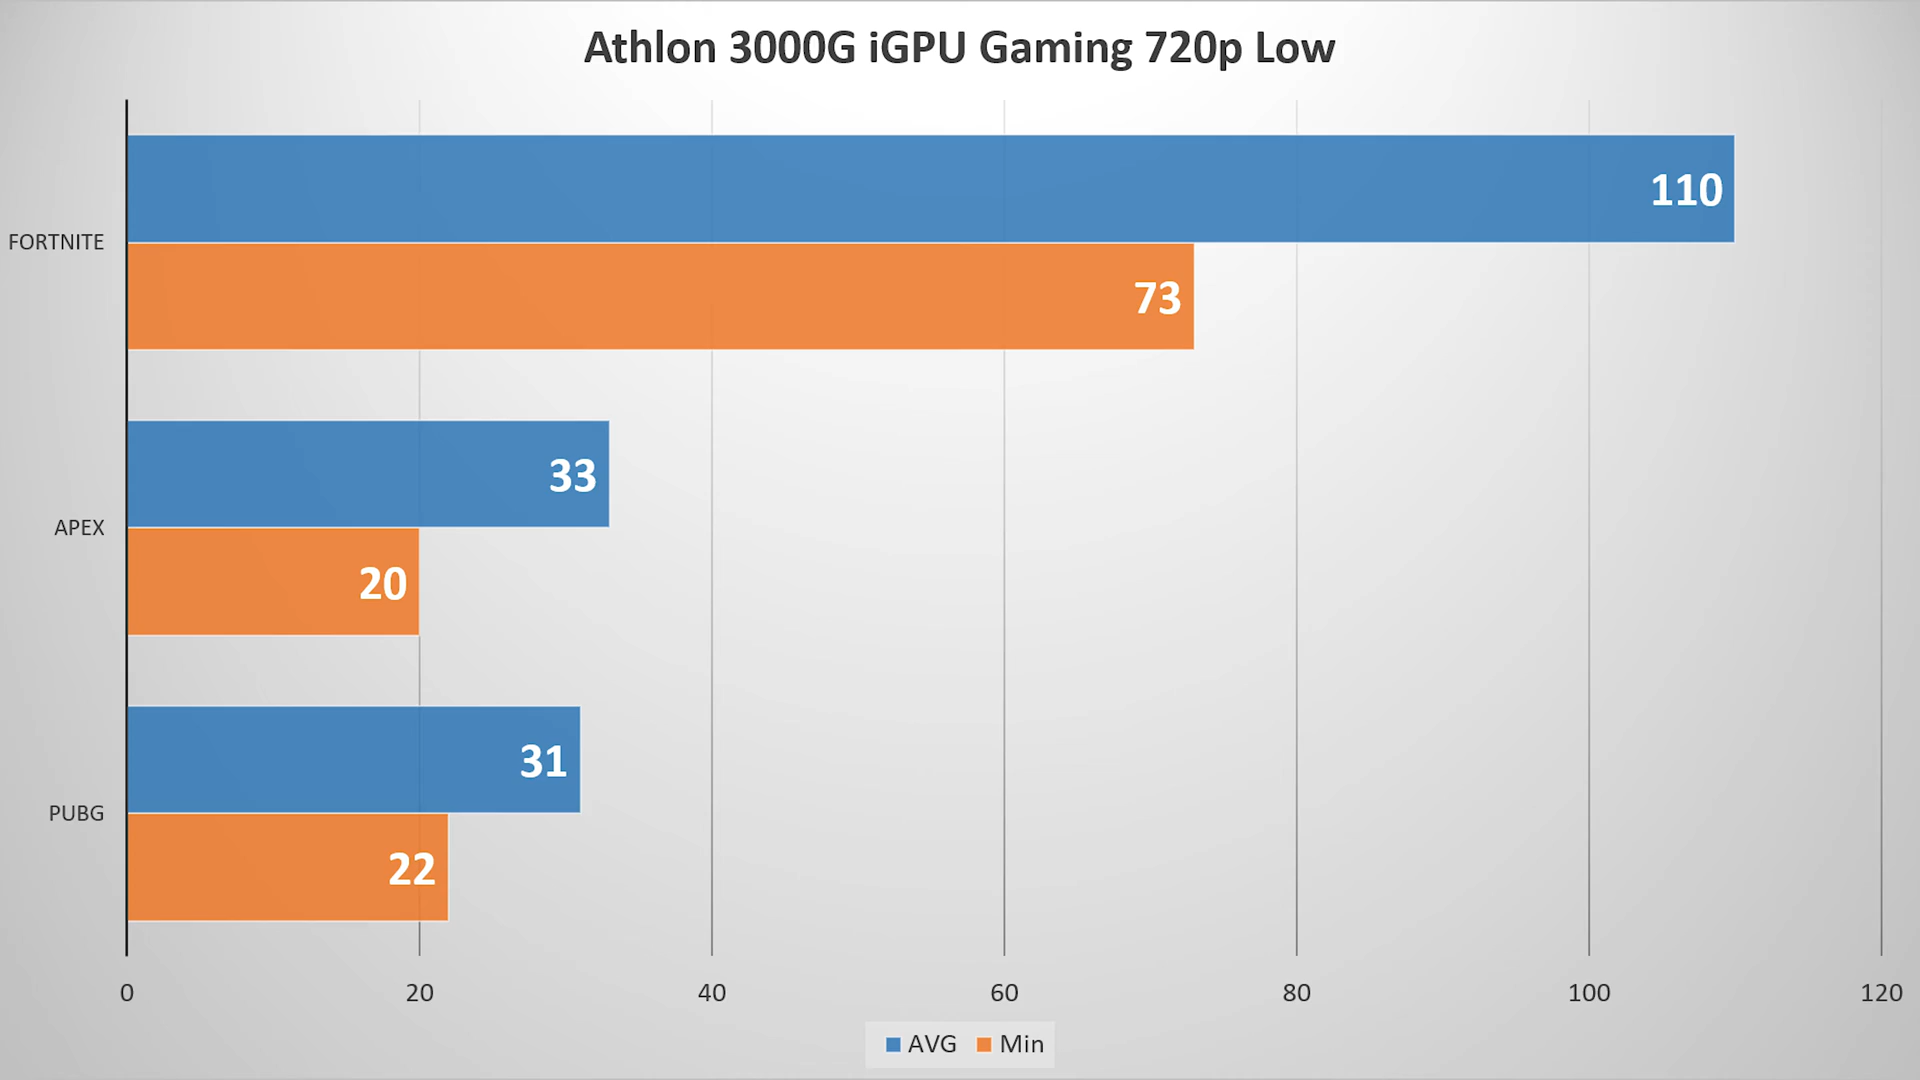 Athlon 3000G iGPU Gaming 720p Low
110
FORTNITE
73
33
APEX
20
31
PUBG
22
0 20 40 60 80 100 120
AVG Min